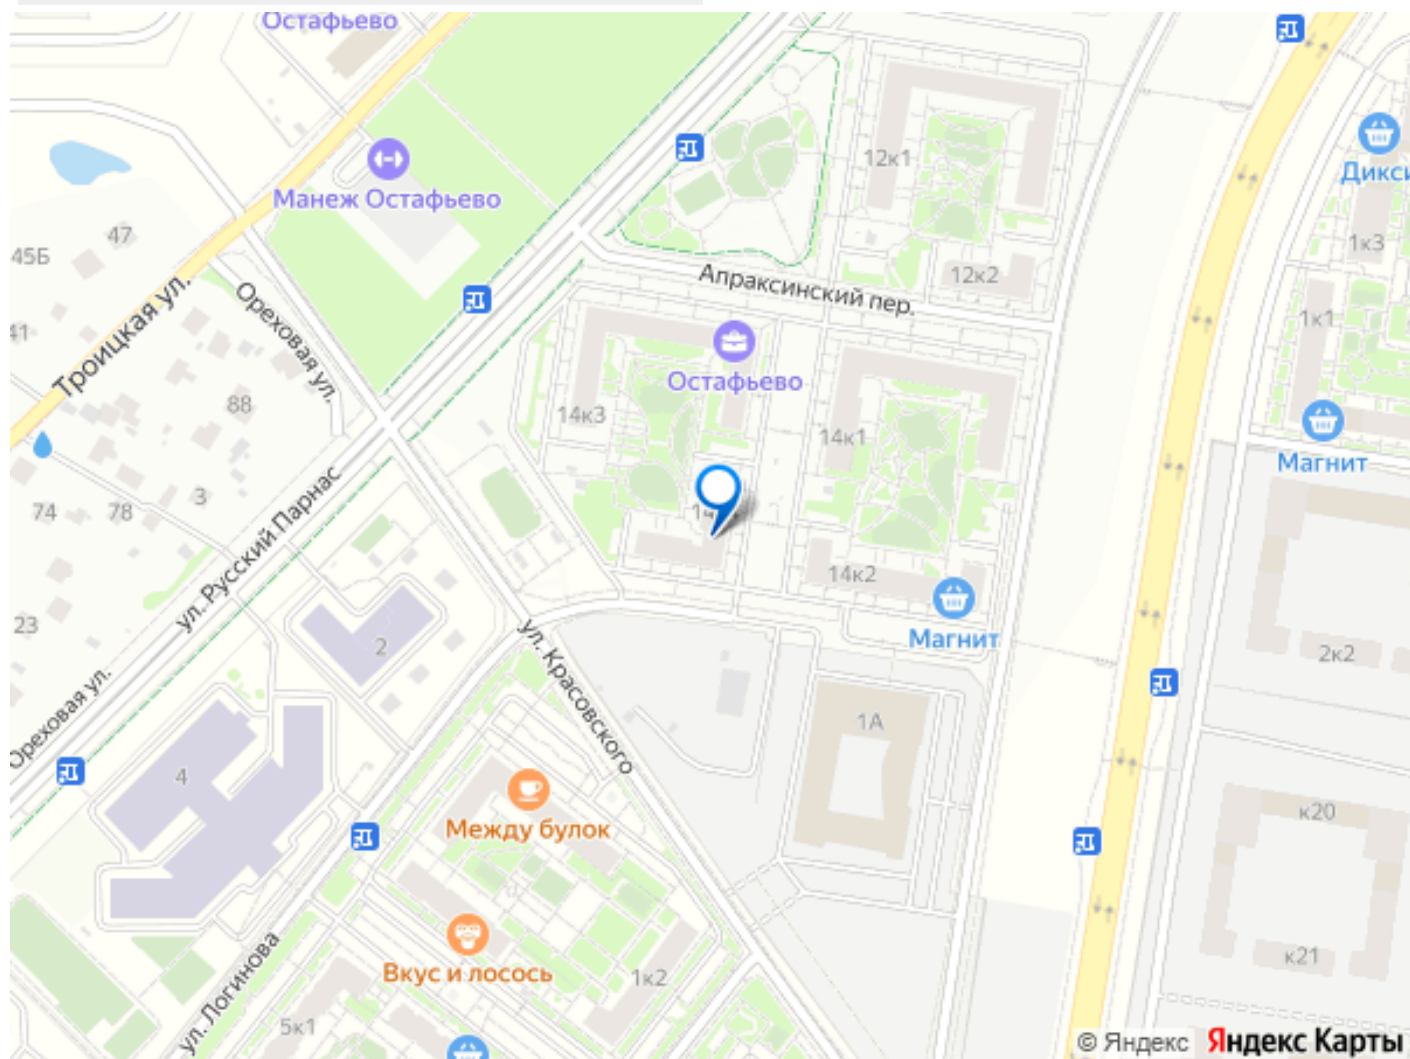 Остафьево
Манеж Остафьево
12к1
Дикси
47
45Б
1к3
12к2
Апраксинский пер.
Троицкая ул.
Ореховая ул.
1к1
41
Остафьево
88
14к3
14к1
Магнит
74
78
3
ул. Русский Парнас
14к2
Магнит
23
2
ул. Красовского
2к2
Ореховая ул.
1А
4
к20
Между булок
Вкус и лосось
1к2
к21
ул. Логинова
5к1
© Яндекс Яндекс Карты